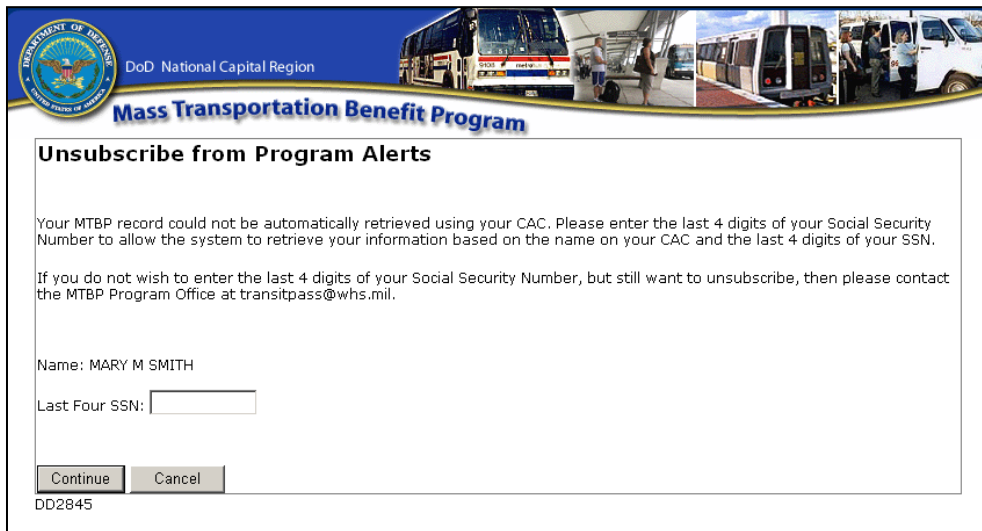 DEPARTMENT OF DEFENSE
UNITED STATES OF AMERICA
DoD National Capital Region
Mass Transportation Benefit Program
Unsubscribe from Program Alerts
Your MTBP record could not be automatically retrieved using your CAC. Please enter the last 4 digits of your Social Security
Number to allow the system to retrieve your information based on the name on your CAC and the last 4 digits of your SSN.
If you do not wish to enter the last 4 digits of your Social Security Number, but still want to unsubscribe, then please contact
the MTBP Program Office at transitpass@whs.mil.
Name: MARY M SMITH
Last Four SSN:
Continue Cancel
DD2845